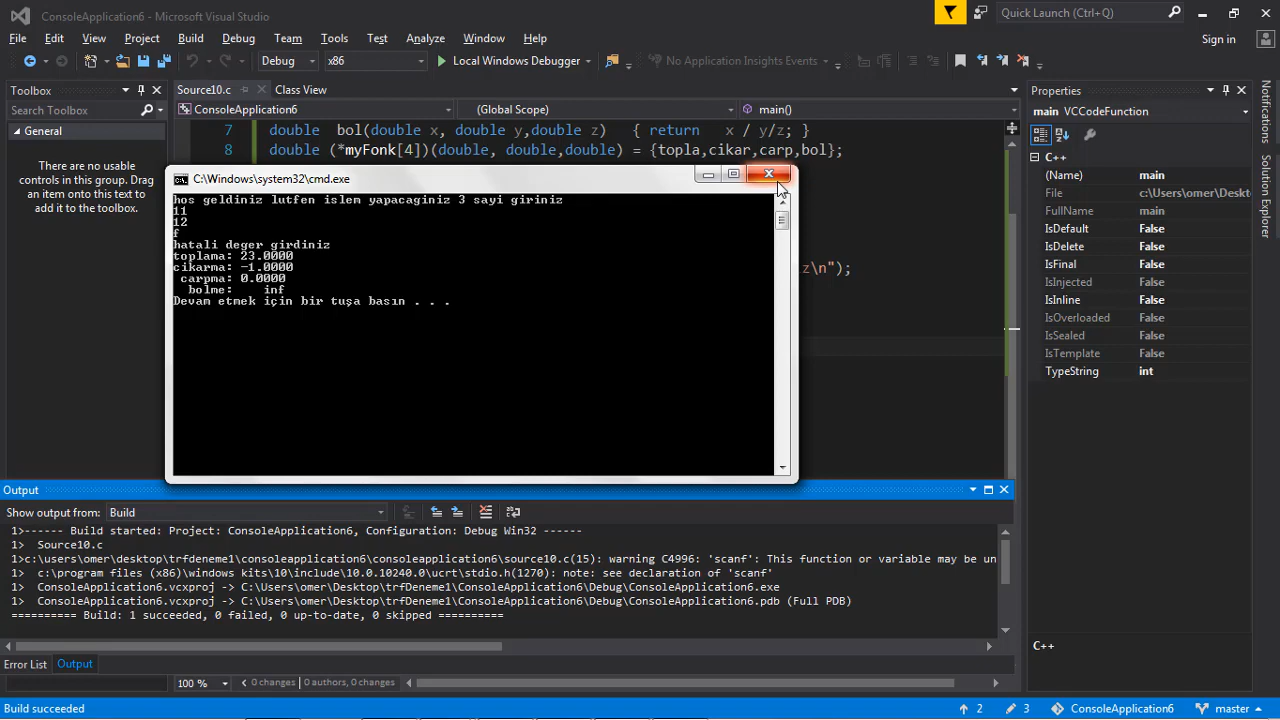 ConsoleApplication6 - Microsoft Visual Studio
Quick Launch (Ctrl+Q)
File Edit View Project Build Debug Team Tools Test Analyze Window Help
Sign in
Debug x86 Local Windows Debugger No Application Insights Events
Toolbox
Search Toolbox
General
There are no usable
controls in this group. Drag
an item onto this text to
add it to the toolbox.
Source10.c Class View
ConsoleApplication6 (Global Scope) main()
7 double bol(double x, double y,double z) { return x / y/z; }
8 double (*myFonk[4])(double, double,double) = {topla,cikar,carp,bol};
z\n");
C:\Windows\system32\cmd.exe
hos geldiniz lutfen islem yapacaginiz 3 sayi giriniz
11
12
f
hatali deger girdiniz
toplama: 23.0000
cikarma: -1.0000
carpma: 0.0000
bolme: inf
Devam etmek için bir tuşa basın . . .
Properties
main VCCodeFunction
C++
(Name) main
File c:\Users\omer\Deskt
FullName main
IsDefault False
IsDelete False
IsFinal False
IsInjected False
IsInline False
IsOverloaded False
IsSealed False
IsTemplate False
TypeString int
C++
Notifications
Solution Explorer
Output
Show output from: Build
1>------ Build started: Project: ConsoleApplication6, Configuration: Debug Win32 ------
1> Source10.c
1>c:\users\omer\desktop\trfdeneme1\consoleapplication6\consoleapplication6\source10.c(15): warning C4996: 'scanf': This function or variable may be un
1> c:\program files (x86)\windows kits\10\include\10.0.10240.0\ucrt\stdio.h(1270): note: see declaration of 'scanf'
1> ConsoleApplication6.vcxproj -> C:\Users\omer\Desktop\trfDeneme1\ConsoleApplication6\Debug\ConsoleApplication6.exe
1> ConsoleApplication6.vcxproj -> C:\Users\omer\Desktop\trfDeneme1\ConsoleApplication6\Debug\ConsoleApplication6.pdb (Full PDB)
========== Build: 1 succeeded, 0 failed, 0 up-to-date, 0 skipped ==========
Error List Output
100 % 0 changes | 0 authors, 0 changes
Build succeeded 2 3 ConsoleApplication6 master